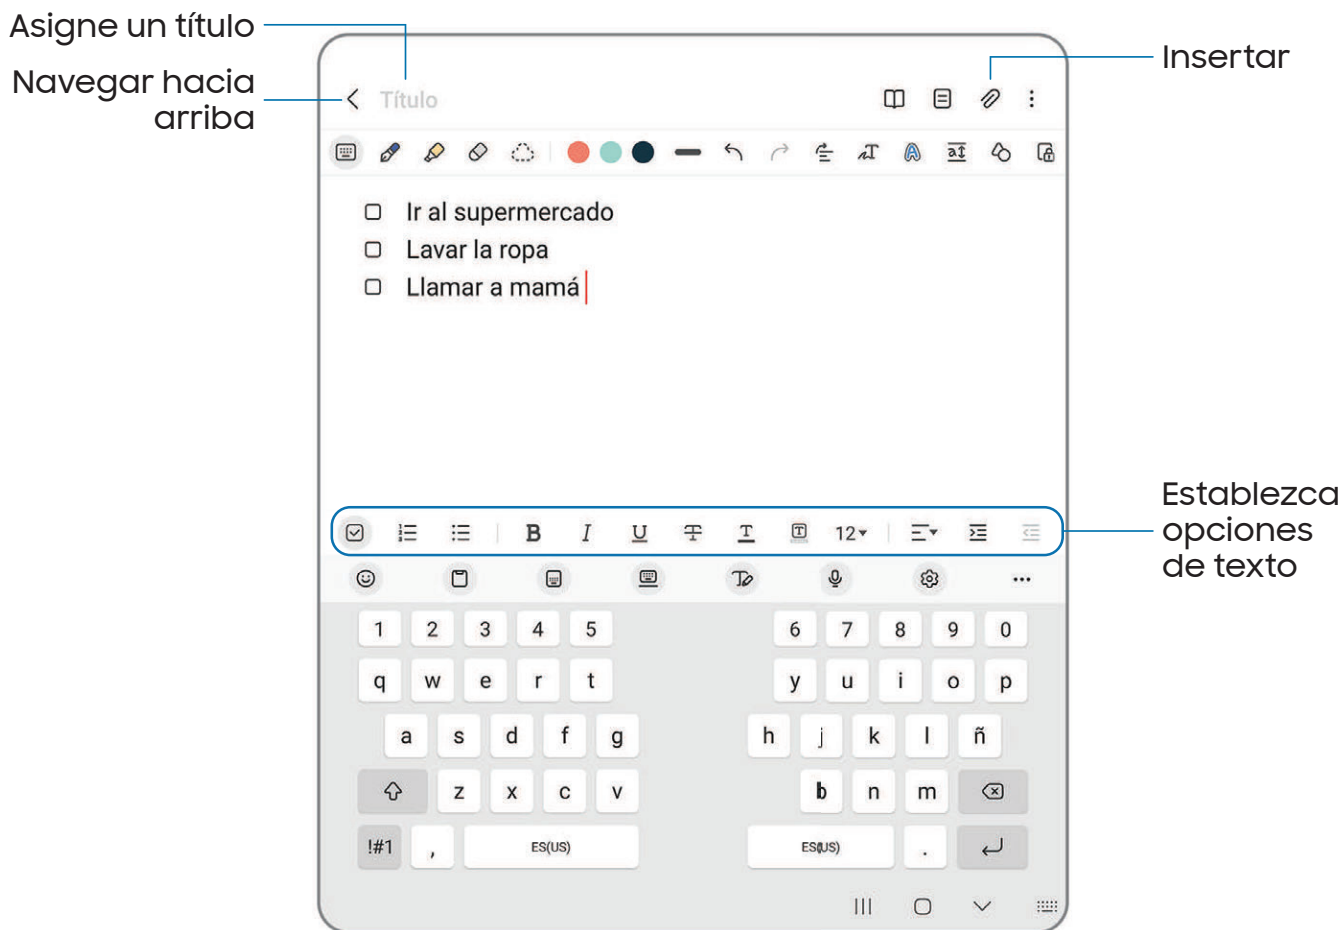 Asigne un título
Navegar hacia
arriba
Insertar
Título
Ir al supermercado
Lavar la ropa
Llamar a mamá
Establezca
opciones
de texto
B I U T T T 12
1 2 3 4 5 6 7 8 9 0
q w e r t y u i o p
a s d f g h j k l ñ
z x c v b n m
!#1 , ES(US) ES(US) .